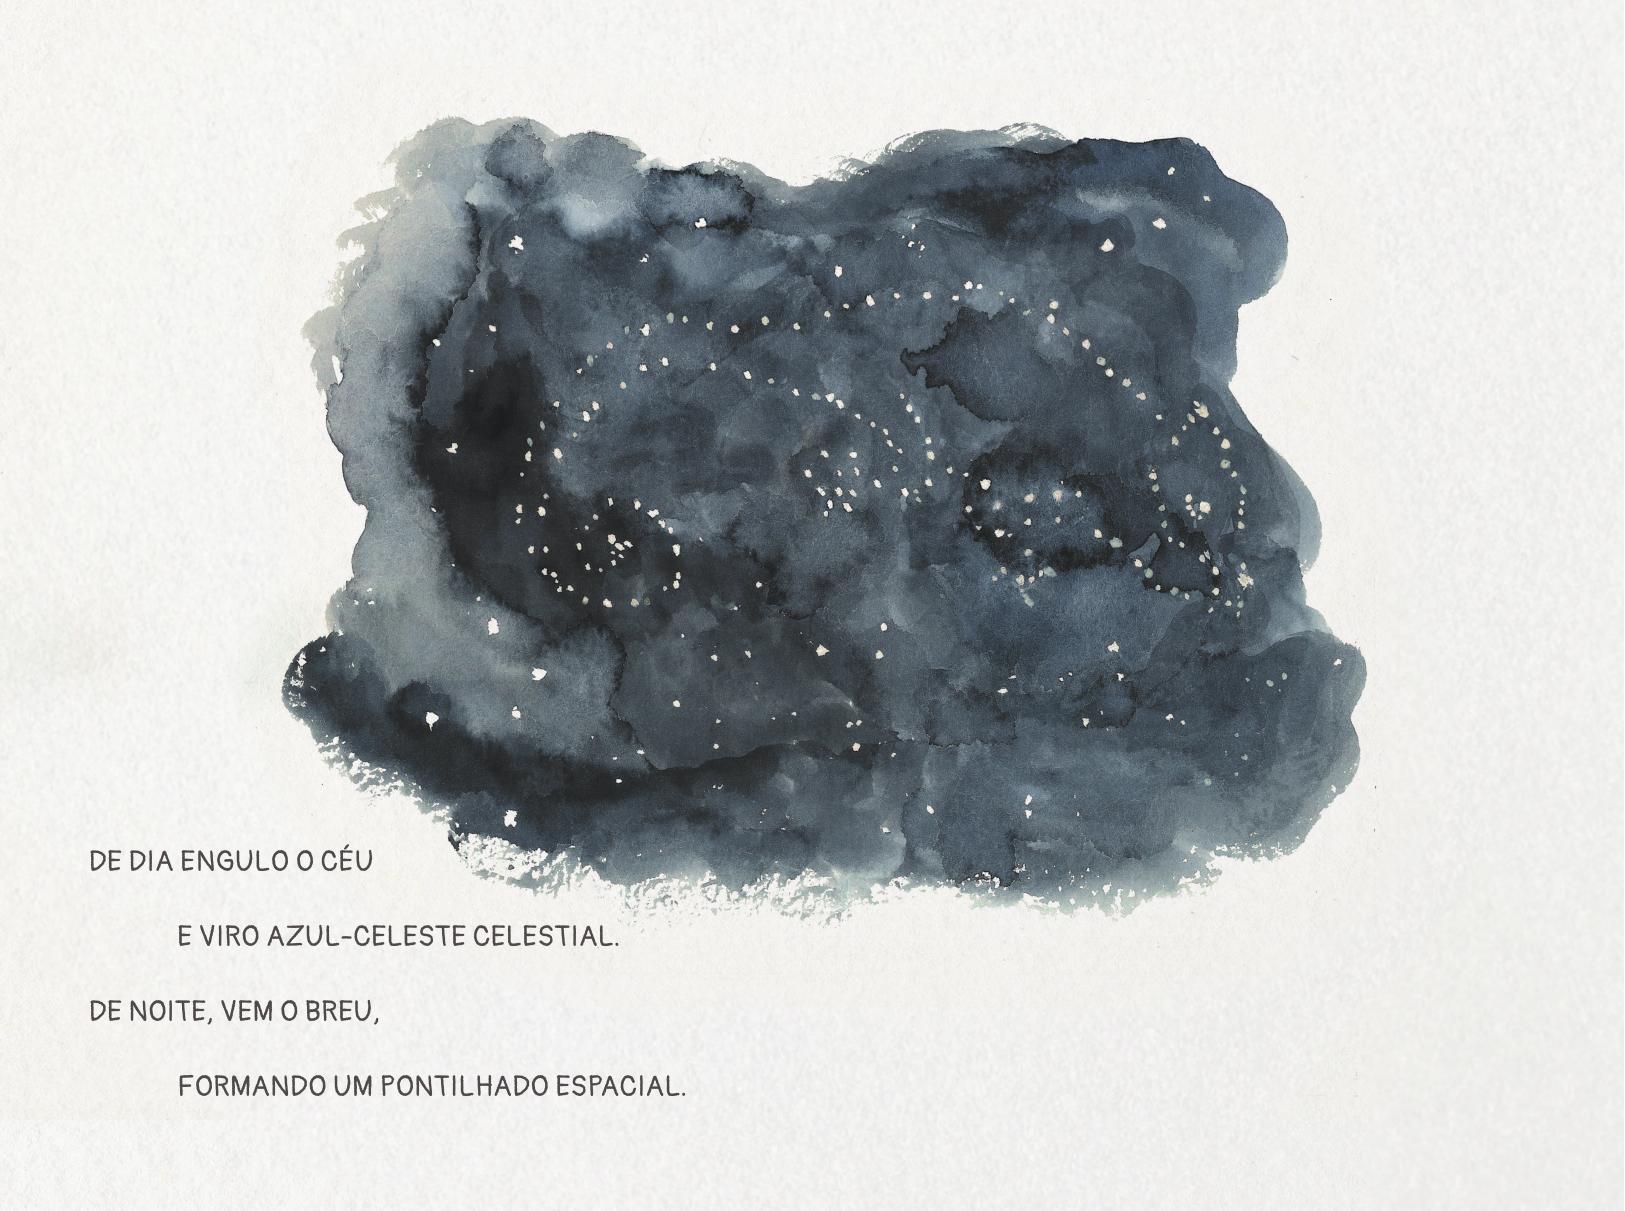 DE DIA ENGULO O CÉU
E VIRO AZUL-CELESTE CELESTIAL.
DE NOITE, VEM O BREU,
FORMANDO UM PONTILHADO ESPACIAL.